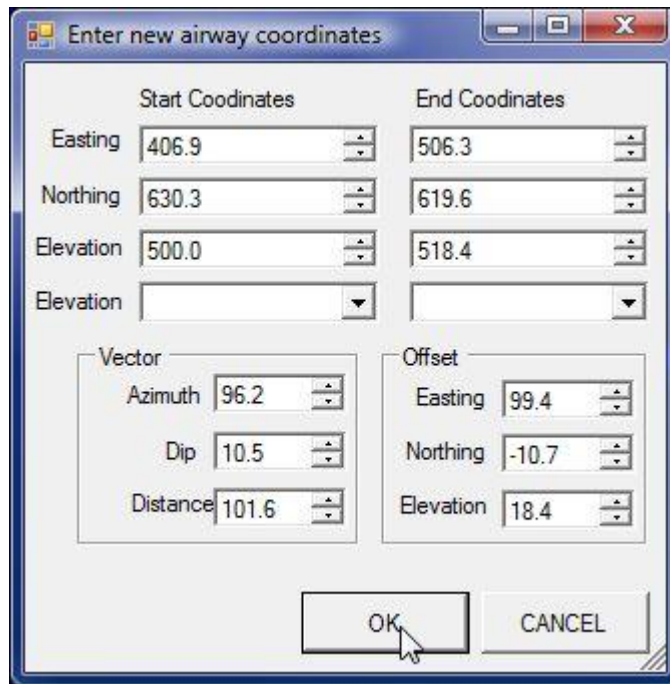 Enter new airway coordinates
Start Coodinates End Coodinates
Easting 406.9 506.3
Northing 630.3 619.6
Elevation 500.0 518.4
Elevation
Vector Offset
Azimuth 96.2 Easting 99.4
Dip 10.5 Northing -10.7
Distance 101.6 Elevation 18.4
OK CANCEL